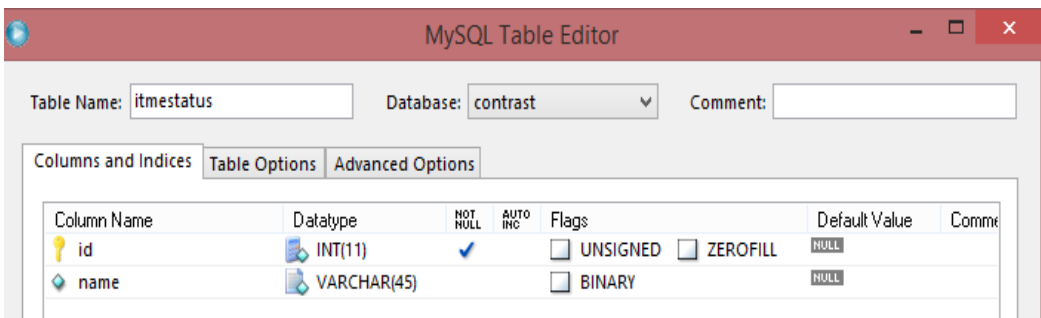 MySQL Table Editor
Table Name: itmestatus Database: contrast Comment:
Columns and Indices Table Options Advanced Options
Column Name Datatype NOT NULL AUTO INC Flags Default Value Comme
id INT(11) UNSIGNED ZEROFILL NULL
name VARCHAR(45) BINARY NULL